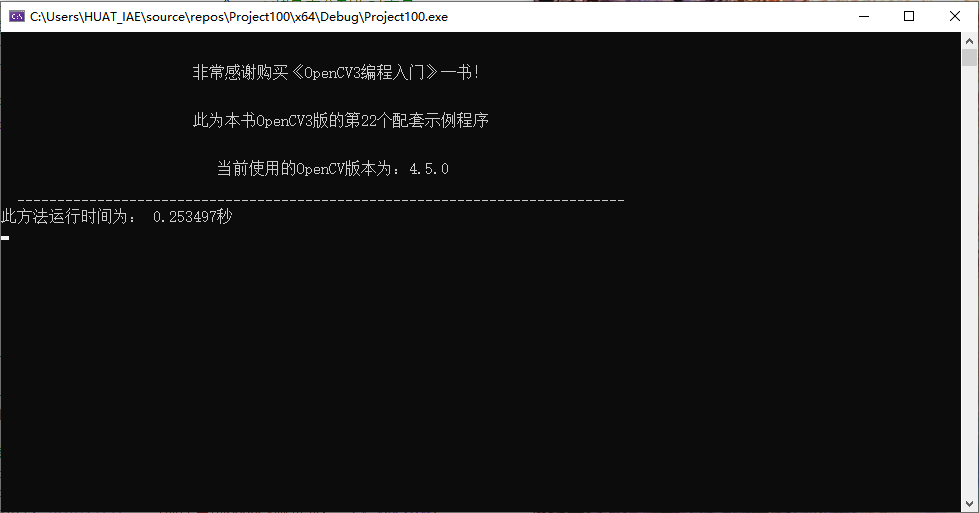 C:\Users\HUAT_IAE\source\repos\Project100\x64\Debug\Project100.exe
非常感谢购买《OpenCV3编程入门》一书!
此为本书OpenCV3版的第22个配套示例程序
当前使用的OpenCV版本为：4.5.0
----------------------------------------------------------------------------
此方法运行时间为： 0.253497秒